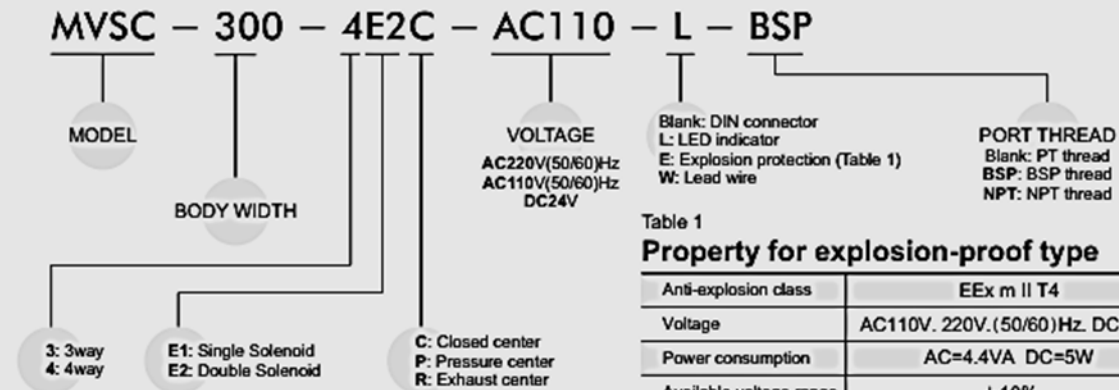 MVSC – 300 – 4E2C – AC110 – L – BSP
MODEL
BODY WIDTH
3: 3way
4: 4way
E1: Single Solenoid
E2: Double Solenoid
C: Closed center
P: Pressure center
R: Exhaust center
VOLTAGE
AC220V(50/60)Hz
AC110V(50/60)Hz
DC24V
Blank: DIN connector
L: LED indicator
E: Explosion protection (Table 1)
W: Lead wire
PORT THREAD
Blank: PT thread
BSP: BSP thread
NPT: NPT thread
Table 1
Property for explosion-proof type
Anti-explosion class EEx m II T4
Voltage AC110V. 220V.(50/60)Hz. DC
Power consumption AC=4.4VA DC=5W
Available voltage range